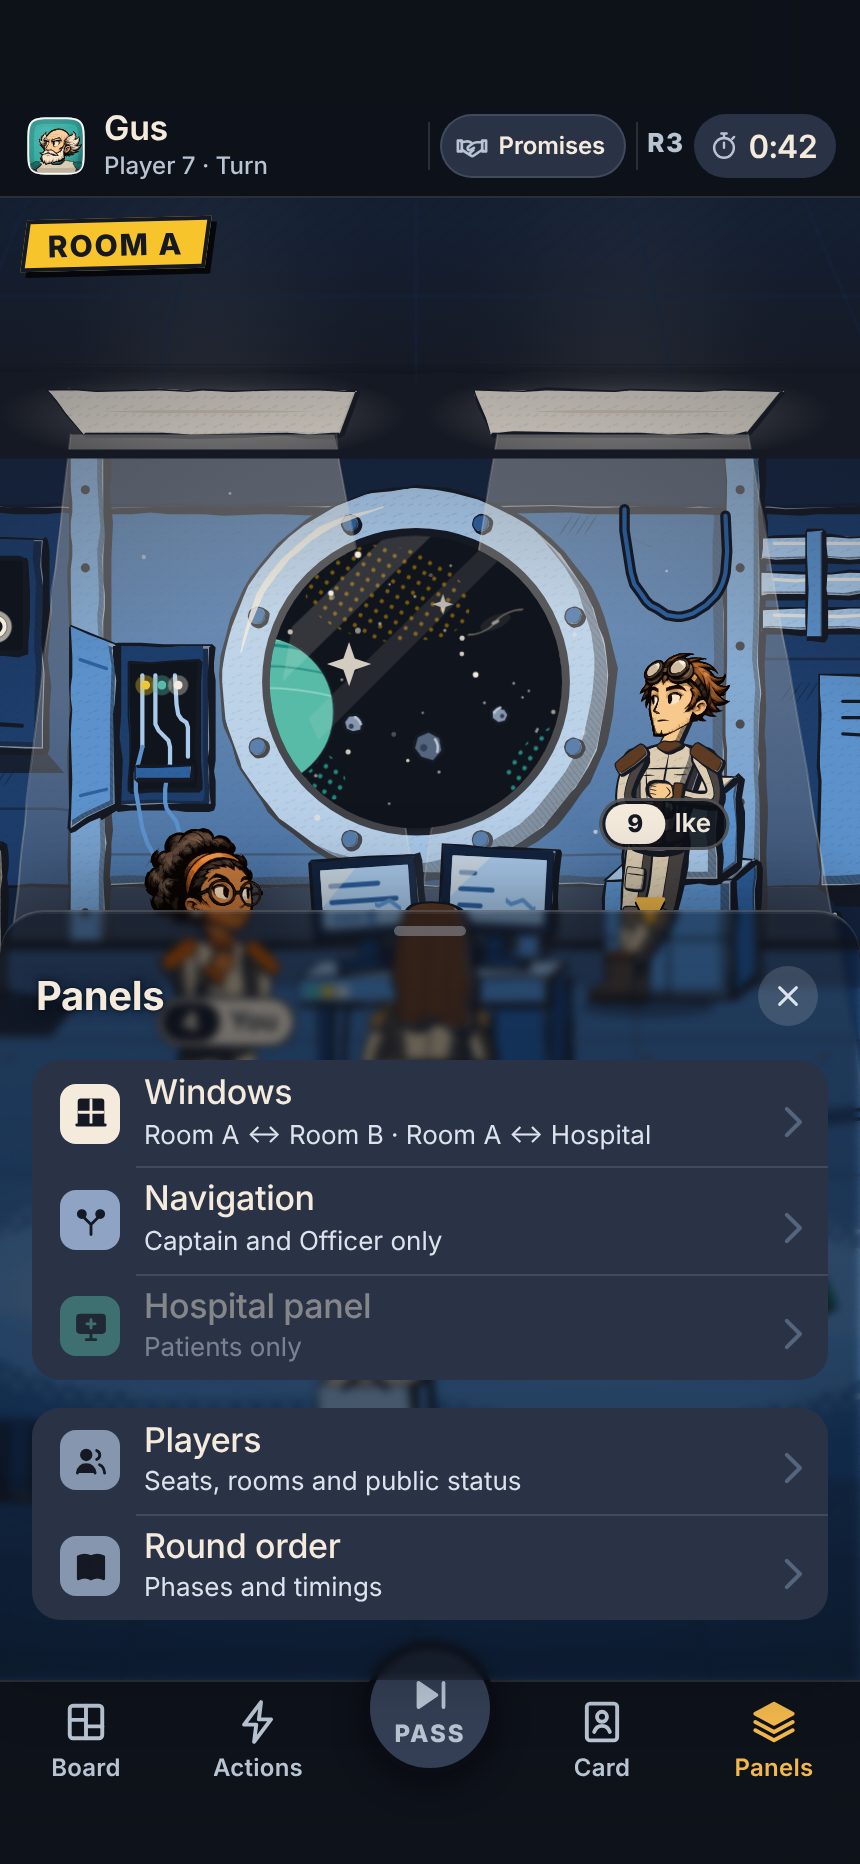 Gus
Player 7 · Turn
Promises
R3
0:42
ROOM A
9 Ike
Panels
4 You
Windows
Room A ↔ Room B · Room A ↔ Hospital
Navigation
Captain and Officer only
Hospital panel
Patients only
Players
Seats, rooms and public status
Round order
Phases and timings
Board
Actions
PASS
Card
Panels